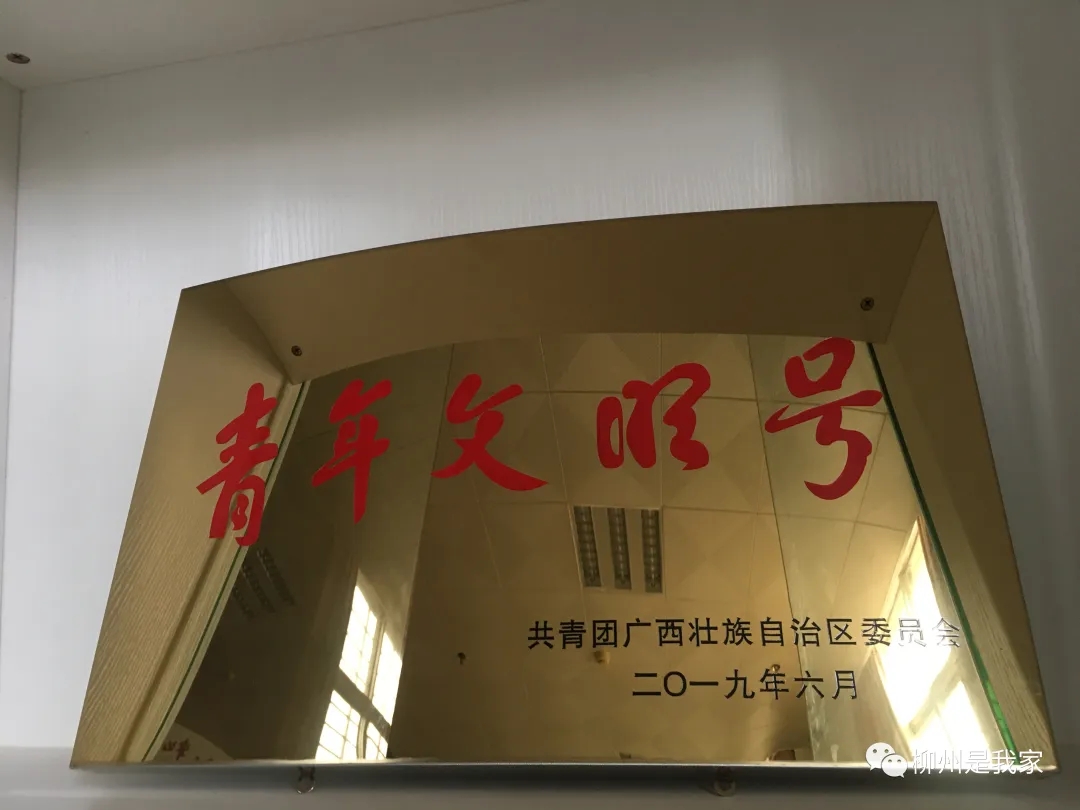 青年文明号
共青团广西壮族自治区委员会
二〇一九年六月
柳州是我家